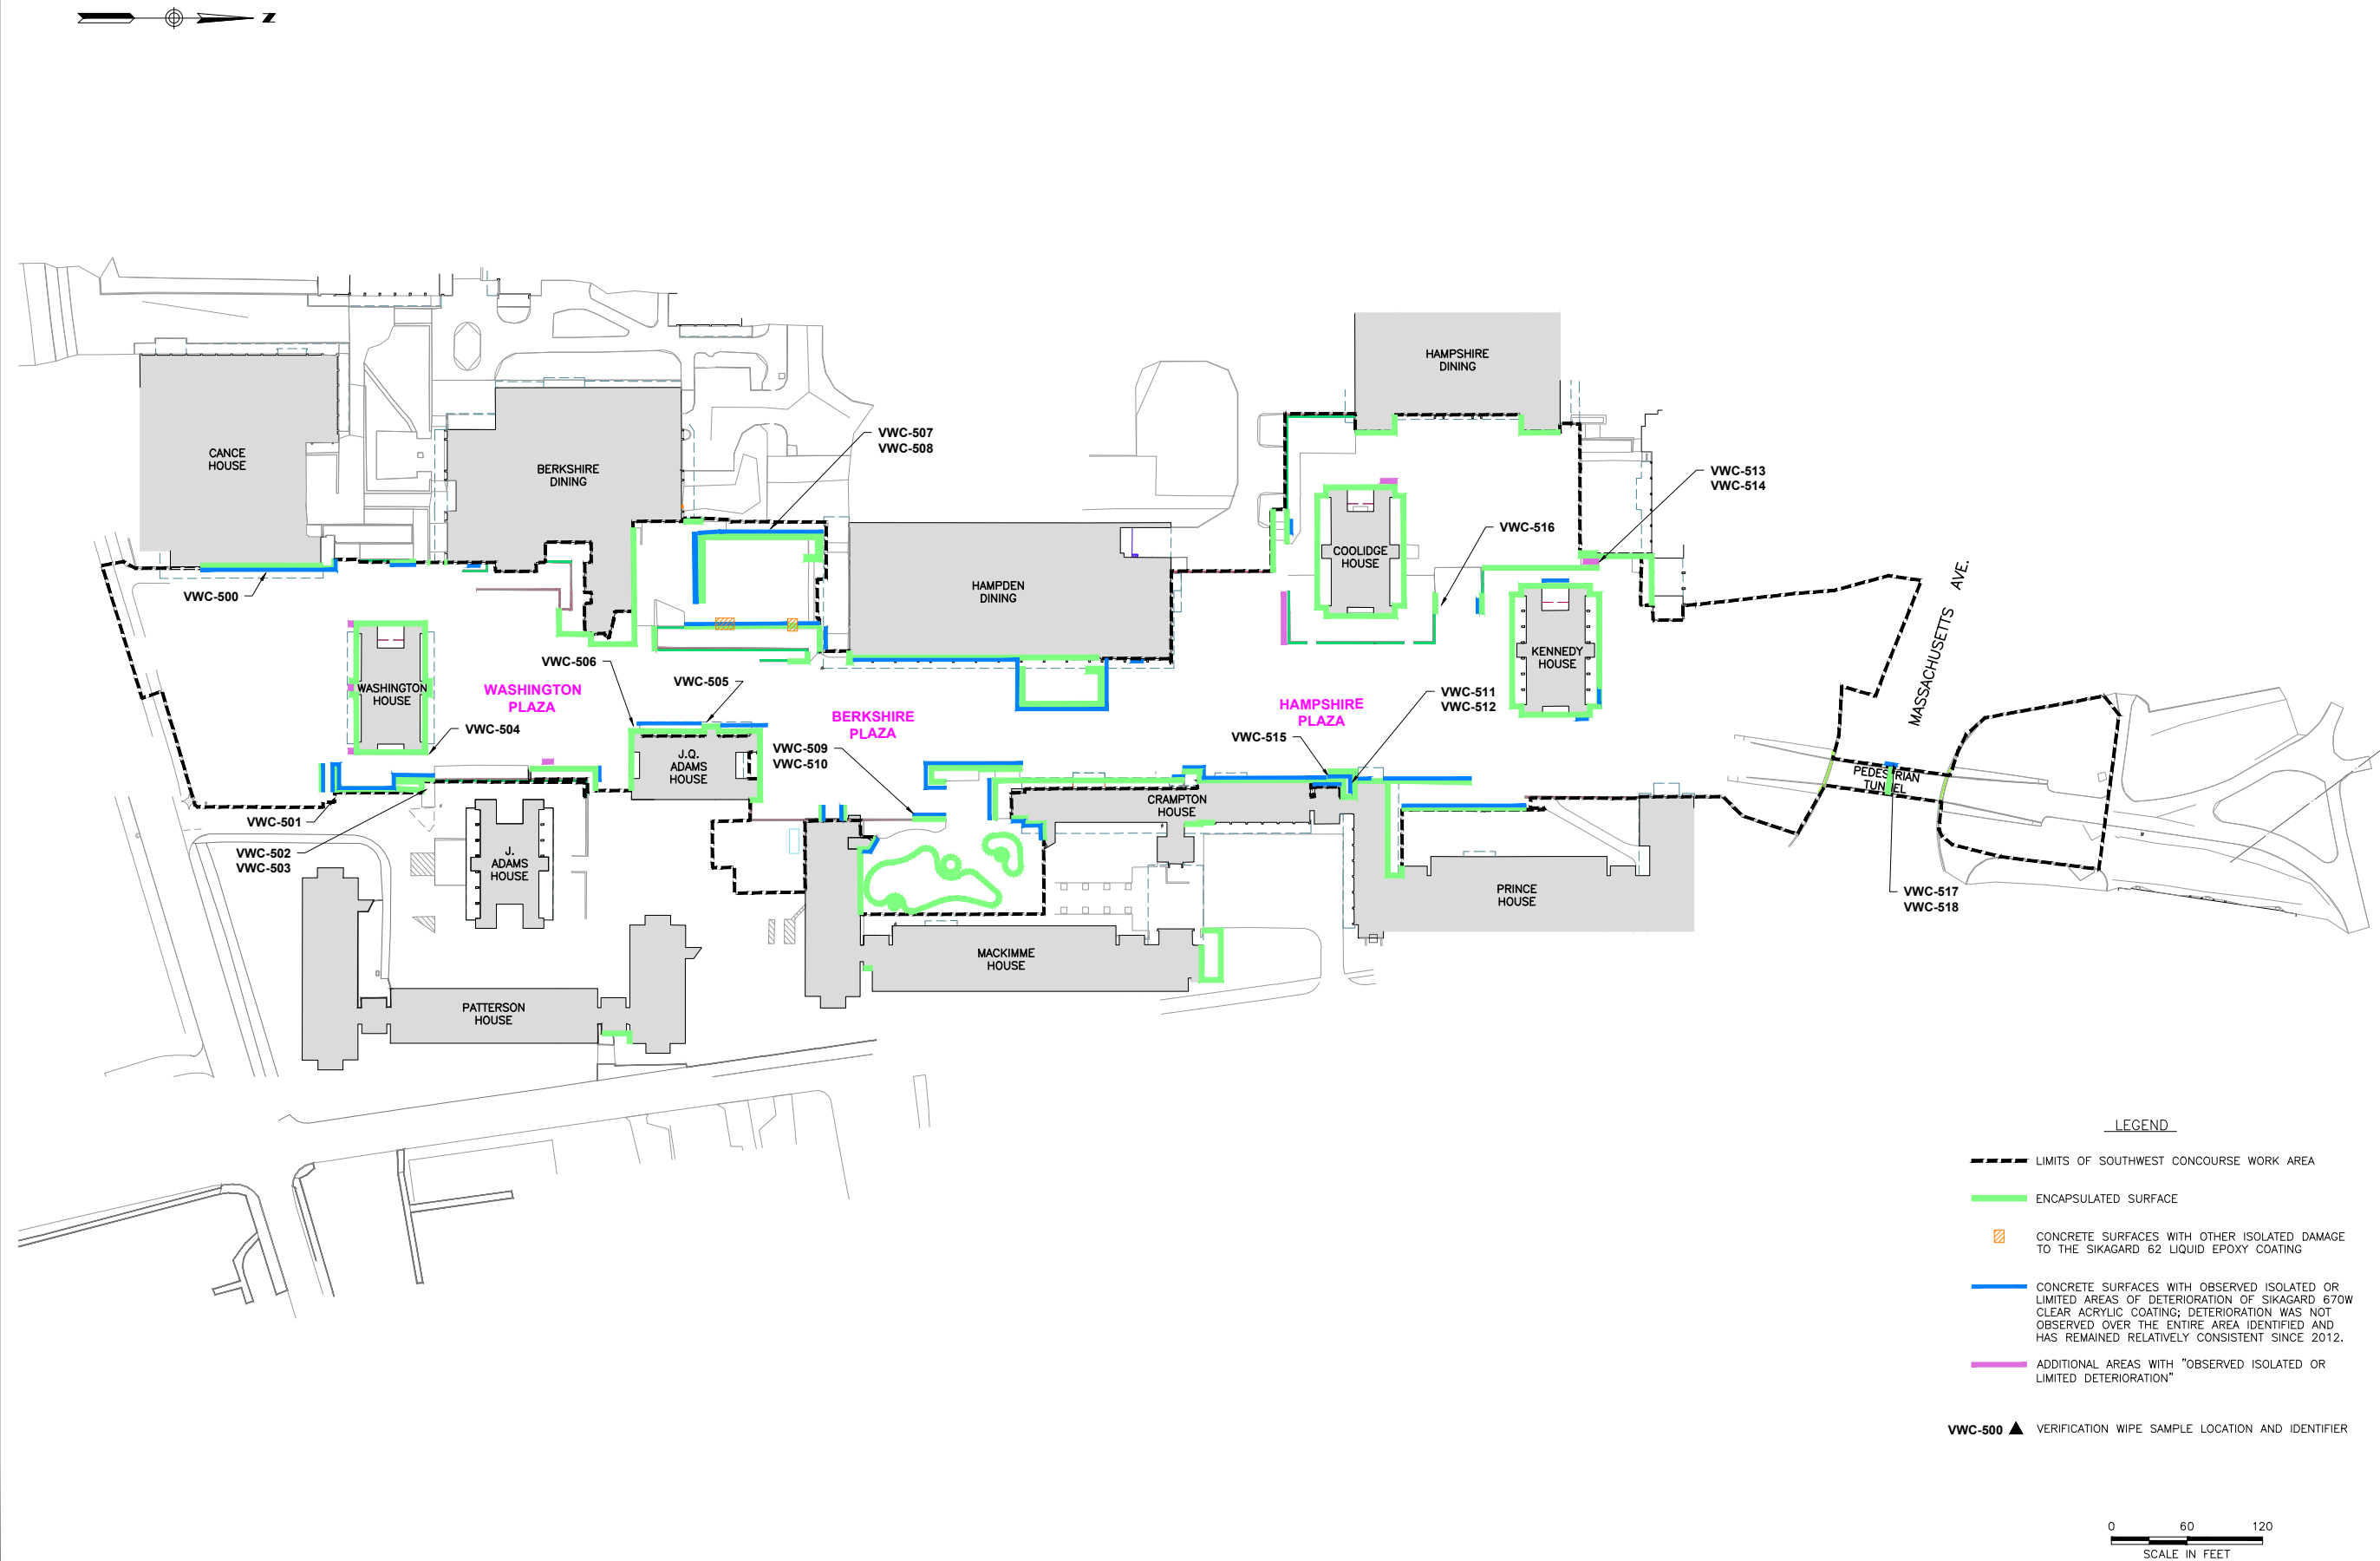 Z
HAMPSHIRE
DINING
CANCE
HOUSE
BERKSHIRE
DINING
VWC-507
VWC-508
VWC-513
VWC-514
VWC-516
COOLIDGE
HOUSE
HAMPDEN
DINING
VWC-500
MASSACHUSETTS AVE.
KENNEDY
HOUSE
VWC-506
VWC-505
WASHINGTON
HOUSE
WASHINGTON
PLAZA
BERKSHIRE
PLAZA
HAMPSHIRE
PLAZA
VWC-511
VWC-512
VWC-504
VWC-515
J.Q.
ADAMS
HOUSE
VWC-509
VWC-510
PEDESTRIAN
TUNNEL
CRAMPTON
HOUSE
VWC-501
VWC-502
VWC-503
J.
ADAMS
HOUSE
PRINCE
HOUSE
VWC-517
VWC-518
MACKIMME
HOUSE
PATTERSON
HOUSE
LEGEND
LIMITS OF SOUTHWEST CONCOURSE WORK AREA
ENCAPSULATED SURFACE
CONCRETE SURFACES WITH OTHER ISOLATED DAMAGE
TO THE SIKAGARD 62 LIQUID EPOXY COATING
CONCRETE SURFACES WITH OBSERVED ISOLATED OR
LIMITED AREAS OF DETERIORATION OF SIKAGARD 670W
CLEAR ACRYLIC COATING; DETERIORATION WAS NOT
OBSERVED OVER THE ENTIRE AREA IDENTIFIED AND
HAS REMAINED RELATIVELY CONSISTENT SINCE 2012.
ADDITIONAL AREAS WITH "OBSERVED ISOLATED OR
LIMITED DETERIORATION"
VWC-500 VERIFICATION WIPE SAMPLE LOCATION AND IDENTIFIER
0 60 120
SCALE IN FEET